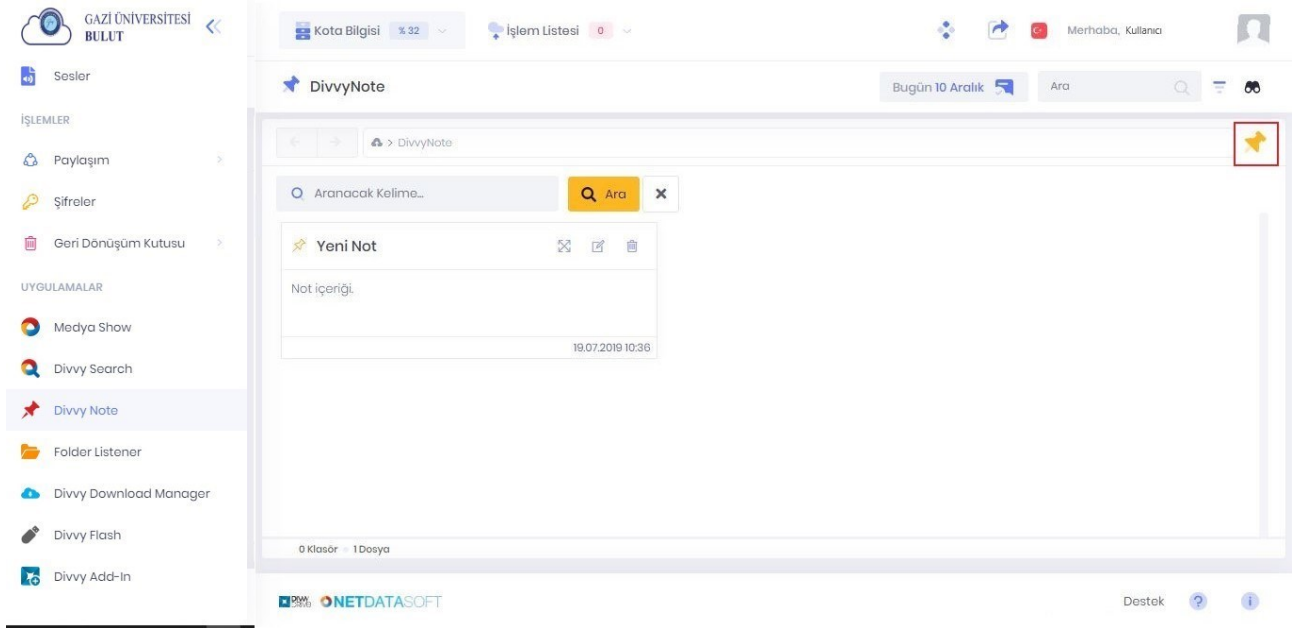 GAZİ ÜNİVERSİTESİ
BULUT
Kota Bilgisi % 32
İşlem Listesi 0
Merhaba, Kullanıcı
Sesler
İŞLEMLER
Paylaşım
Şifreler
Geri Dönüşüm Kutusu
UYGULAMALAR
Medya Show
Divvy Search
Divvy Note
Folder Listener
Divvy Download Manager
Divvy Flash
Divvy Add-In
DivvyNote
Bugün 10 Aralık
Ara
> DivvyNote
Aranacak Kelime...
Ara
Yeni Not
Not içeriği.
19.07.2019 10:36
0 Klasör 1 Dosya
NETDATASOFT
Destek